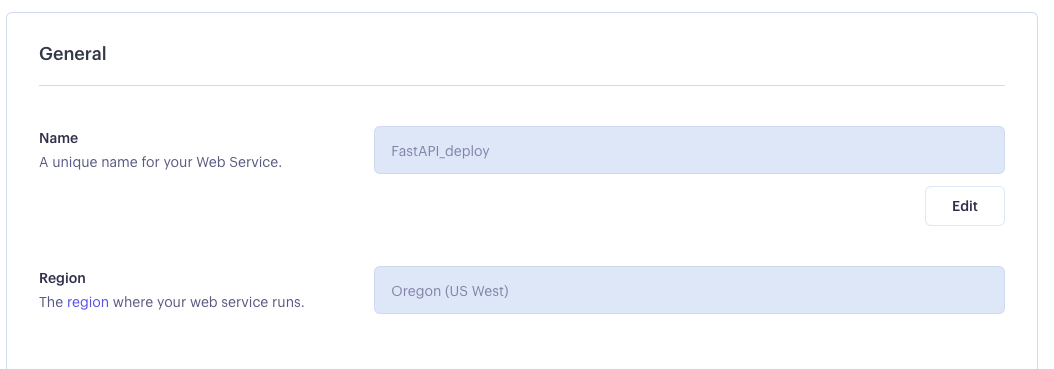 General
Name
A unique name for your Web Service.
FastAPI_deploy
Edit
Region
The region where your web service runs.
Oregon (US West)